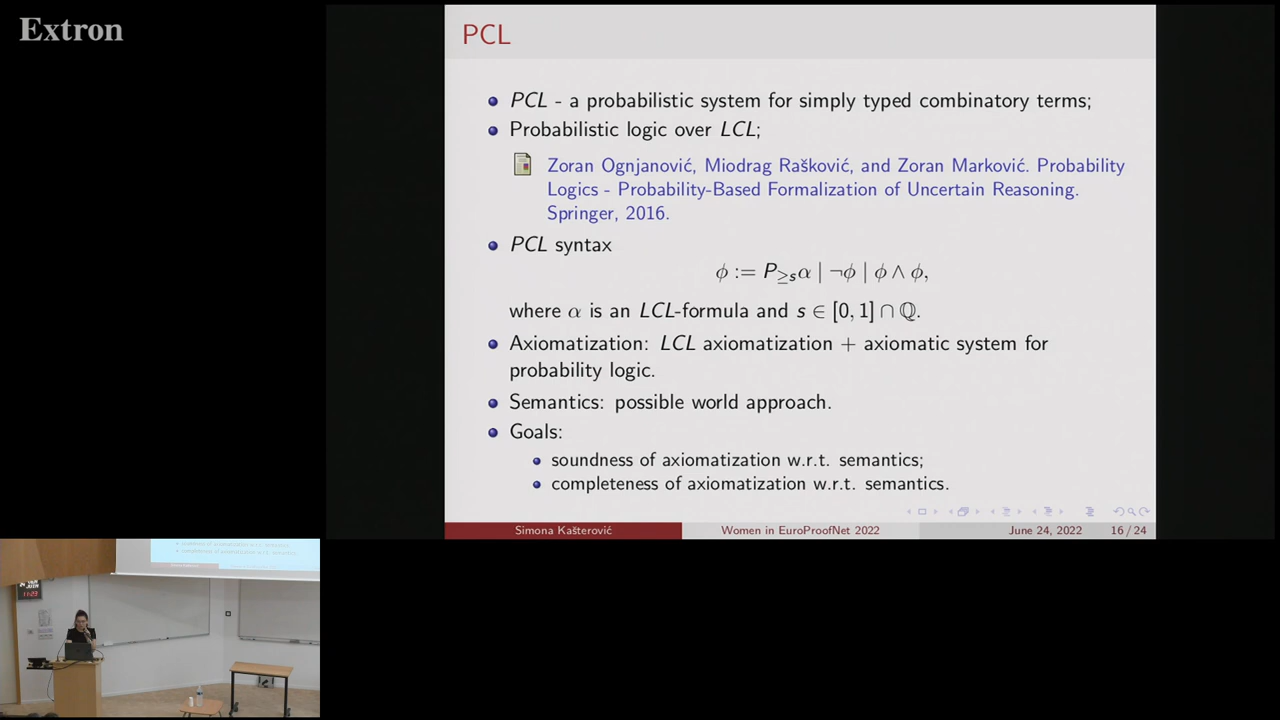 Extron
PCL
PCL - a probabilistic system for simply typed combinatory terms;
Probabilistic logic over LCL;
Zoran Ognjanović, Miodrag Rašković, and Zoran Marković. Probability
Logics - Probability-Based Formalization of Uncertain Reasoning.
Springer, 2016.
PCL syntax
ϕ := P≥sα | ¬ϕ | ϕ ∧ ϕ,
where α is an LCL-formula and s ∈ [0, 1] ∩ ℚ.
Axiomatization: LCL axiomatization + axiomatic system for
probability logic.
Semantics: possible world approach.
Goals:
soundness of axiomatization w.r.t. semantics;
completeness of axiomatization w.r.t. semantics.
Simona Kašterović Women in EuroProofNet 2022 June 24, 2022 16 / 24
11:23